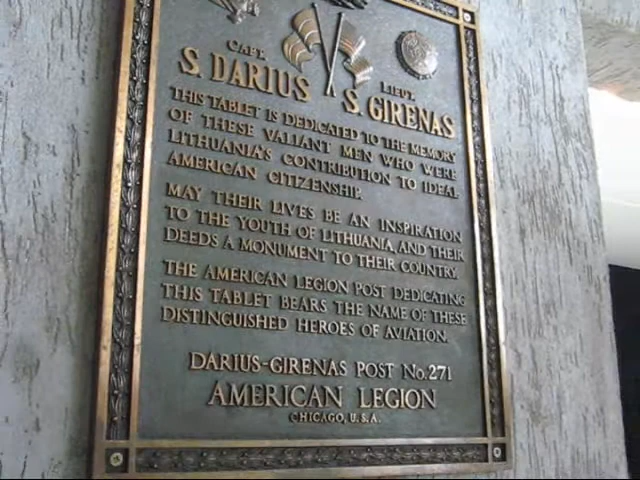 CAPT. LIEUT.
S. DARIUS S. GIRENAS
THIS TABLET IS DEDICATED TO THE MEMORY
OF THESE VALIANT MEN WHO WERE
LITHUANIA'S CONTRIBUTION TO IDEAL
AMERICAN CITIZENSHIP.
MAY THEIR LIVES BE AN INSPIRATION
TO THE YOUTH OF LITHUANIA, AND THEIR
DEEDS A MONUMENT TO THEIR COUNTRY.
THE AMERICAN LEGION POST DEDICATING
THIS TABLET BEARS THE NAME OF THESE
DISTINGUISHED HEROES OF AVIATION.
DARIUS-GIRENAS POST No. 271
AMERICAN LEGION
CHICAGO, U.S.A.